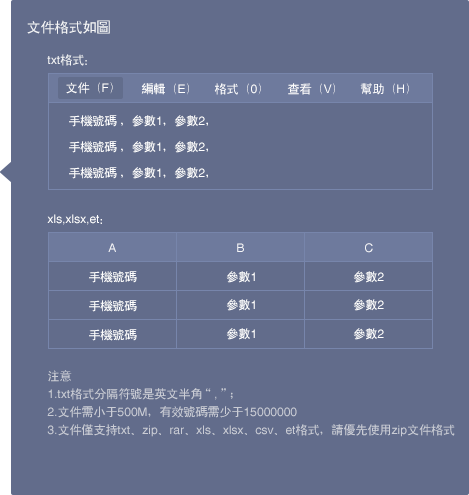 文件格式如圖
txt格式：
文件（F） 編輯（E） 格式（0） 查看（V） 幫助（H）
手機號碼， 參數1， 參數2，
手機號碼， 參數1， 參數2，
手機號碼， 參數1， 參數2，
xls,xlsx,et：
A B C
手機號碼 參數1 參數2
手機號碼 參數1 參數2
手機號碼 參數1 參數2
注意
1.txt格式分隔符號是英文半角“ , ”；
2.文件需小于500M，有效號碼需少于15000000
3.文件僅支持txt、zip、rar、xls、xlsx、csv、et格式，請優先使用zip文件格式